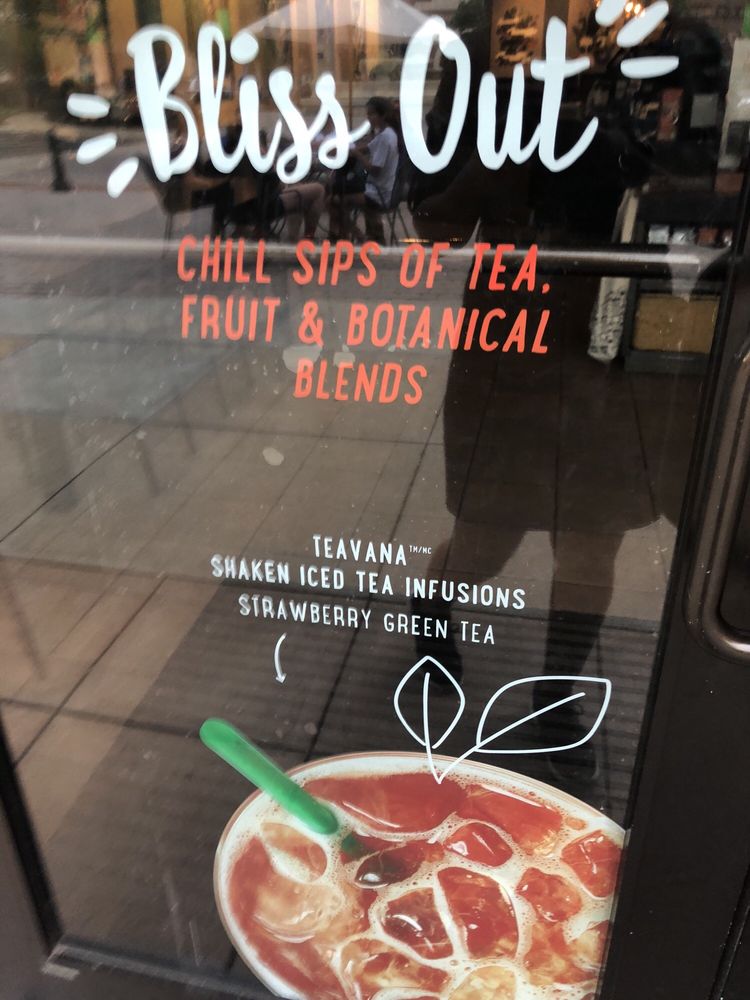 Bliss Out
CHILL SIPS OF TEA,
FRUIT & BOTANICAL
BLENDS
TEAVANA™/MC
SHAKEN ICED TEA INFUSIONS
STRAWBERRY GREEN TEA